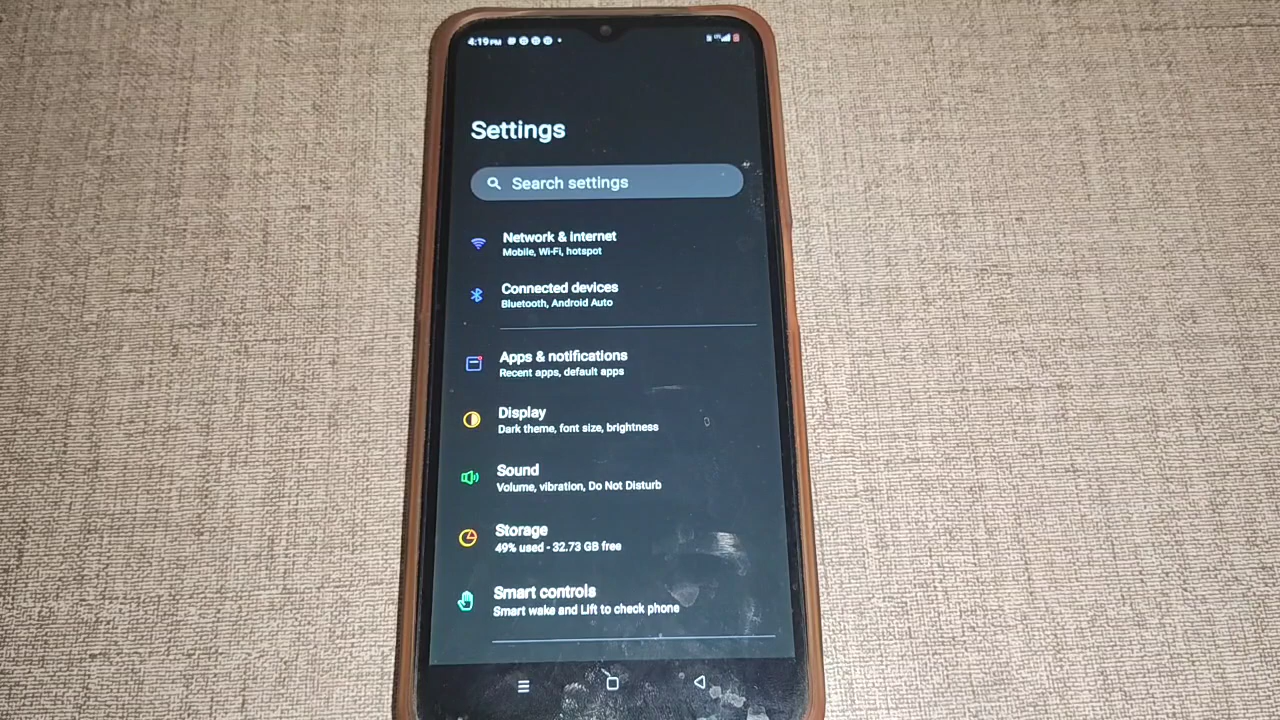 4:19PM
Settings
Search settings
Network & internet
Mobile, Wi-Fi, hotspot
Connected devices
Bluetooth, Android Auto
Apps & notifications
Recent apps, default apps
Display
Dark theme, font size, brightness
Sound
Volume, vibration, Do Not Disturb
Storage
49% used - 32.73 GB free
Smart controls
Smart wake and Lift to check phone